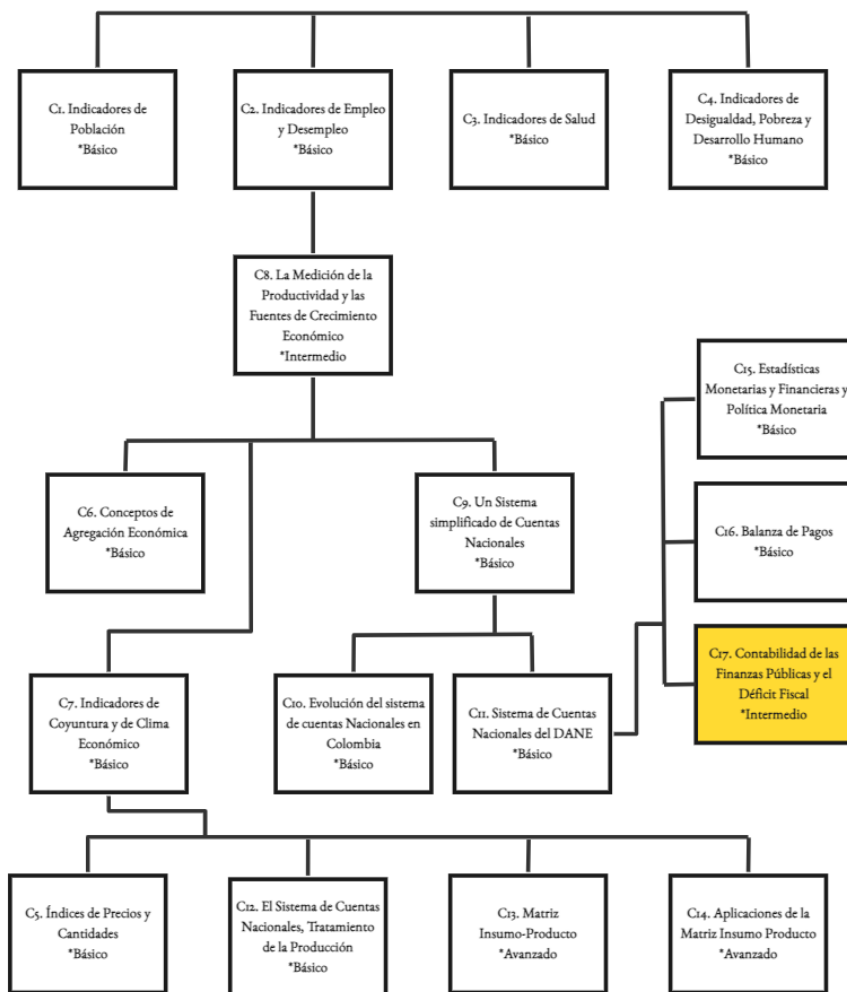 C1. Indicadores de
Población
*Básico
C2. Indicadores de Empleo
y Desempleo
*Básico
C3. Indicadores de Salud
*Básico
C4. Indicadores de
Desigualdad, Pobreza y
Desarrollo Humano
*Básico
C8. La Medición de la
Productividad y las
Fuentes de Crecimiento
Económico
*Intermedio
C15. Estadísticas
Monetarias y Financieras y
Política Monetaria
*Básico
C6. Conceptos de
Agregación Económica
*Básico
C9. Un Sistema
simplificado de Cuentas
Nacionales
*Básico
C16. Balanza de Pagos
*Básico
C7. Indicadores de
Coyuntura y de Clima
Económico
*Básico
C10. Evolución del sistema
de cuentas Nacionales en
Colombia
*Básico
C11. Sistema de Cuentas
Nacionales del DANE
*Básico
C17. Contabilidad de las
Finanzas Públicas y el
Déficit Fiscal
*Intermedio
C5. Índices de Precios y
Cantidades
*Básico
C12. El Sistema de Cuentas
Nacionales, Tratamiento
de la Producción
*Básico
C13. Matriz
Insumo-Producto
*Avanzado
C14. Aplicaciones de la
Matriz Insumo Producto
*Avanzado